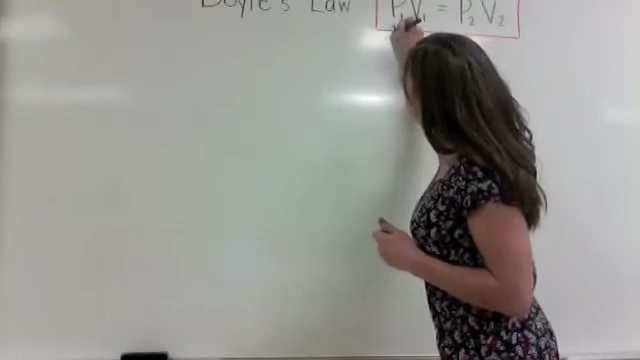 Boyle's Law P₁V₁ = P₂V₂